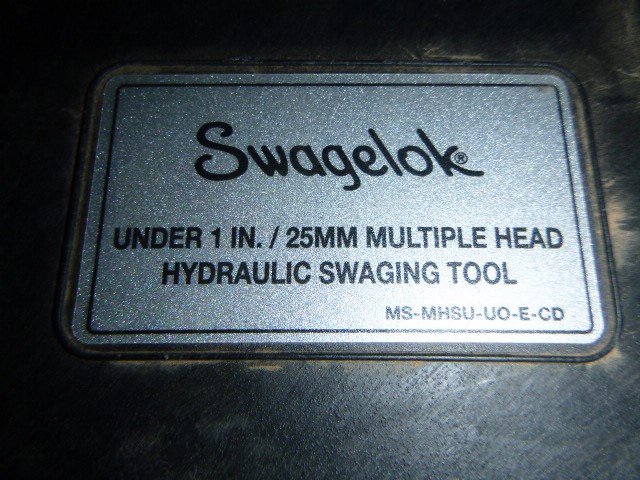 Swagelok®
UNDER 1 IN. / 25MM MULTIPLE HEAD
HYDRAULIC SWAGING TOOL
MS-MHSU-UO-E-CD